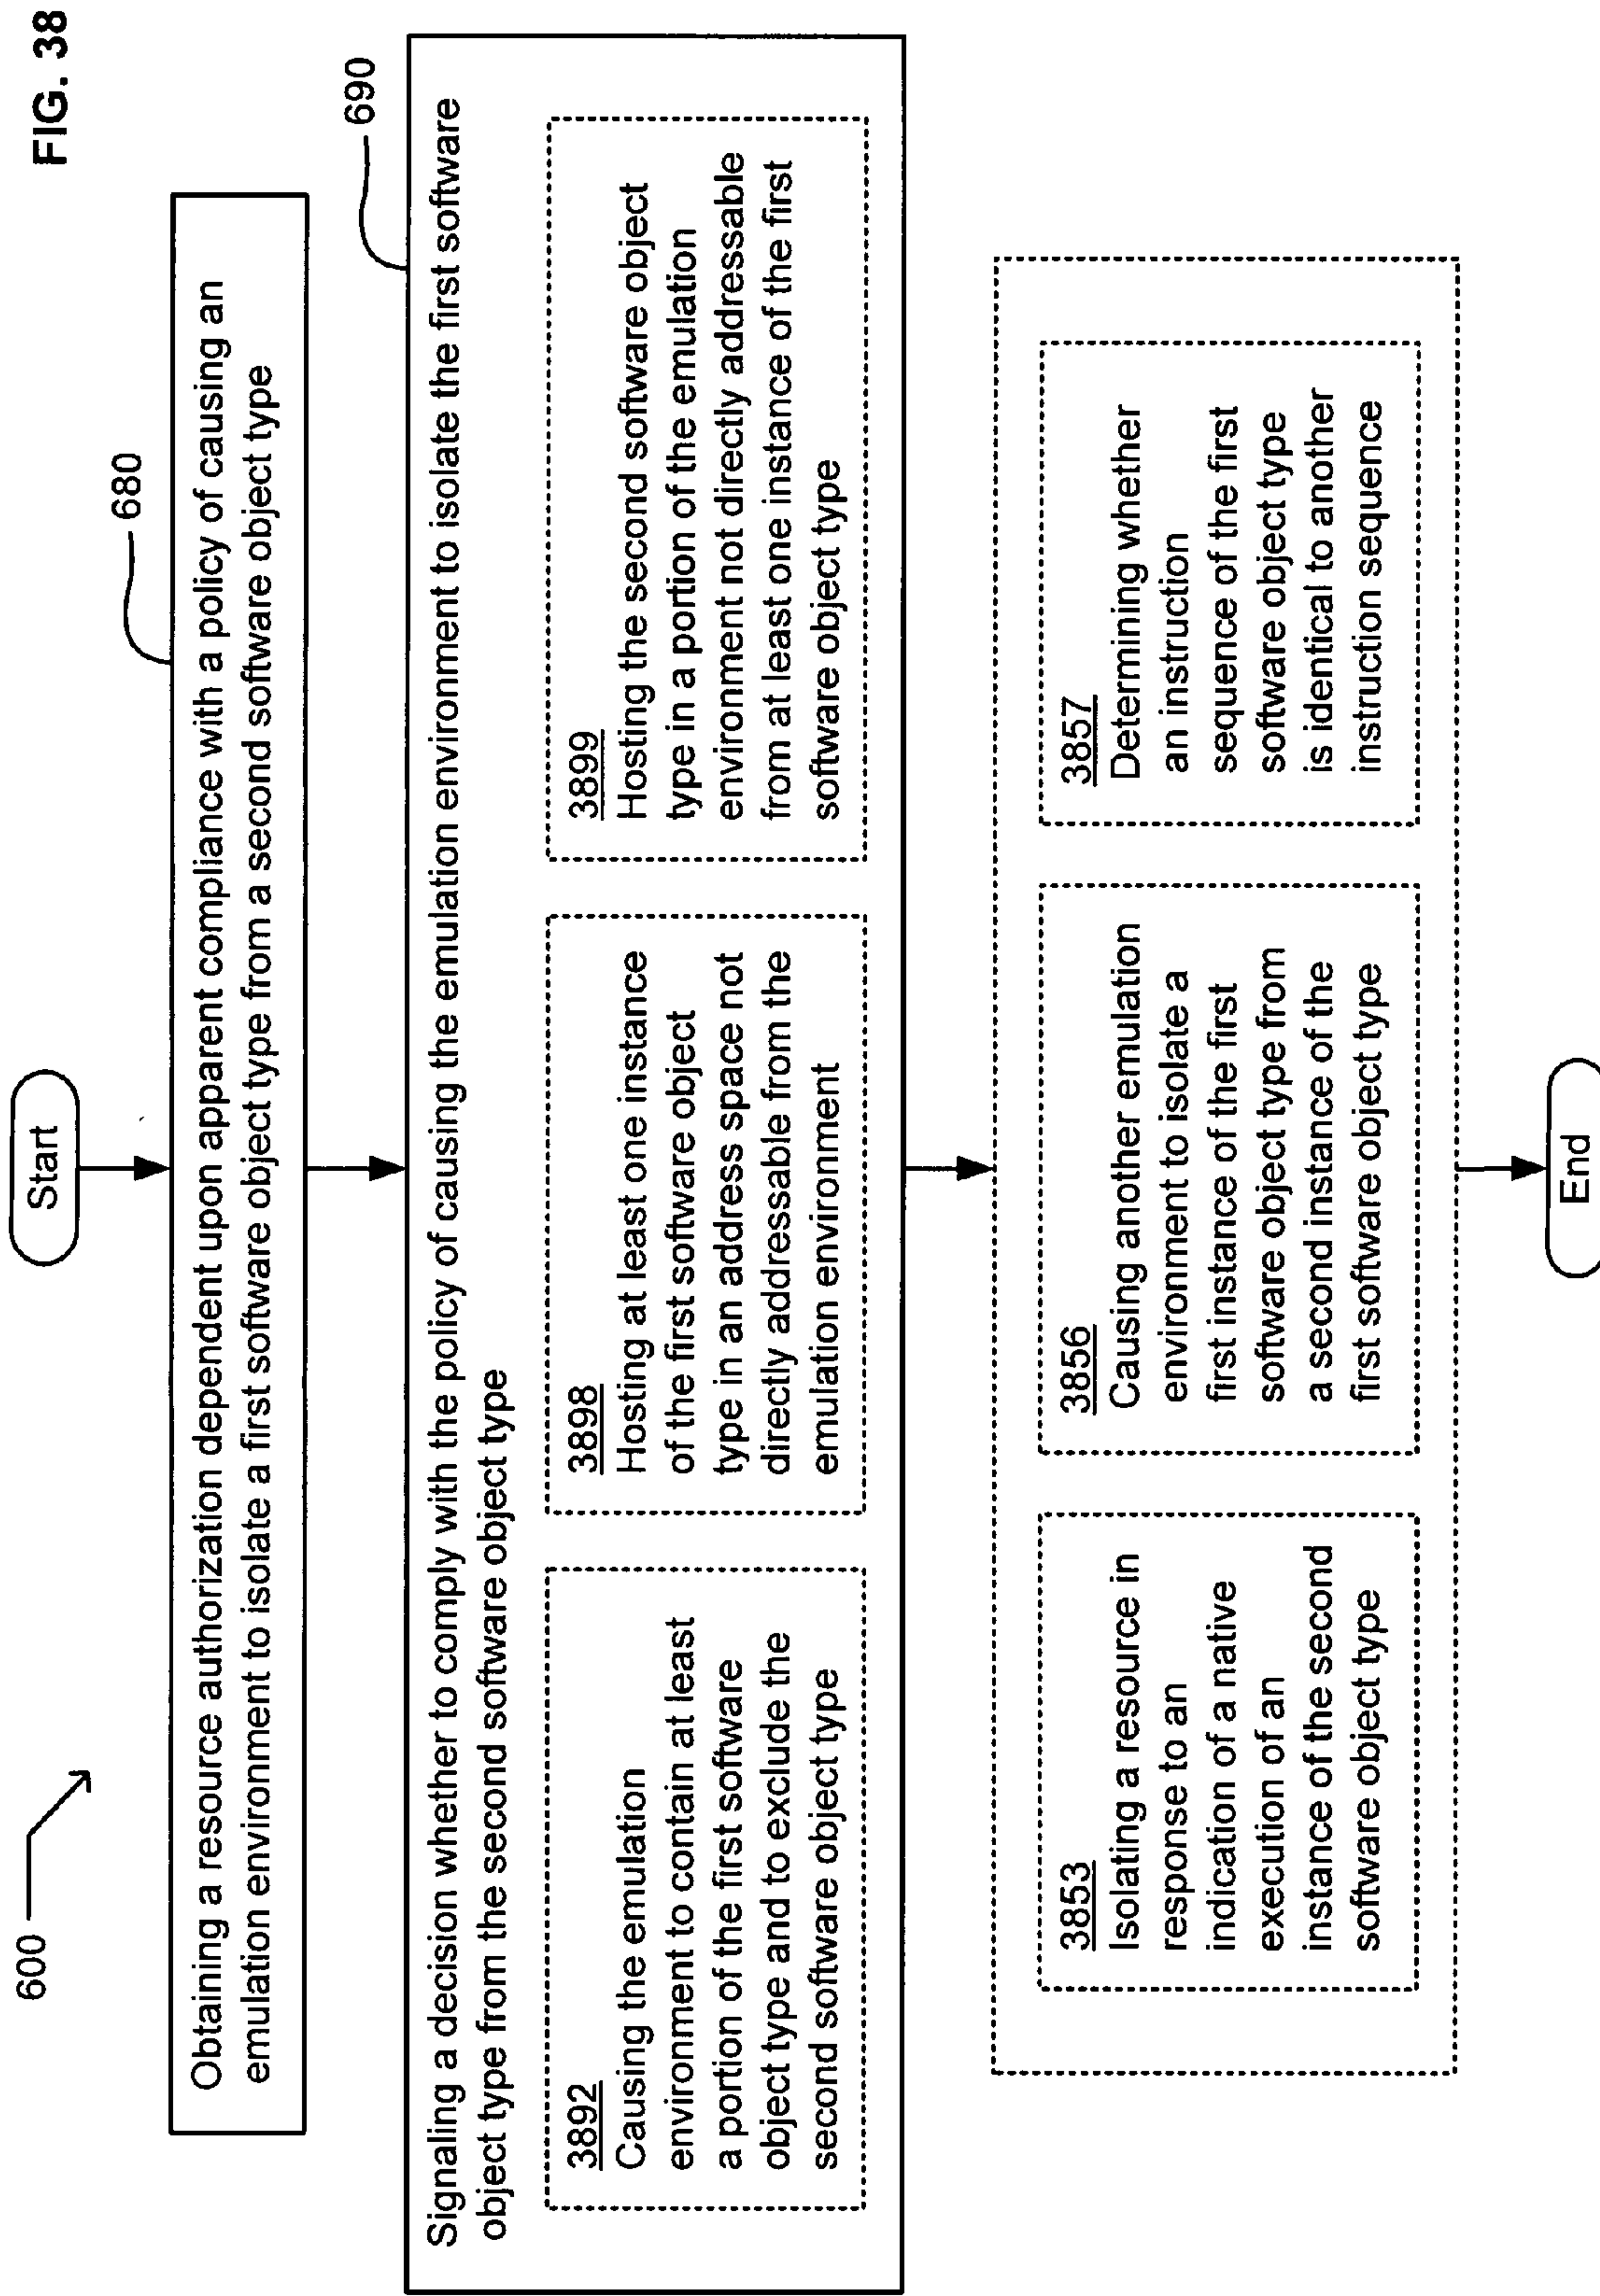 FIG. 38
600
Start
680
Obtaining a resource authorization dependent upon apparent compliance with a policy of causing an
emulation environment to isolate a first software object type from a second software object type
690
Signaling a decision whether to comply with the policy of causing the emulation environment to isolate the first software
object type from the second software object type
3892
Causing the emulation
environment to contain at least
a portion of the first software
object type and to exclude the
second software object type
3898
Hosting at least one instance
of the first software object
type in an address space not
directly addressable from the
emulation environment
3899
Hosting the second software object
type in a portion of the emulation
environment not directly addressable
from at least one instance of the first
software object type
3853
Isolating a resource in
response to an
indication of a native
execution of an
instance of the second
software object type
3856
Causing another emulation
environment to isolate a
first instance of the first
software object type from
a second instance of the
first software object type
3857
Determining whether
an instruction
sequence of the first
software object type
is identical to another
instruction sequence
End